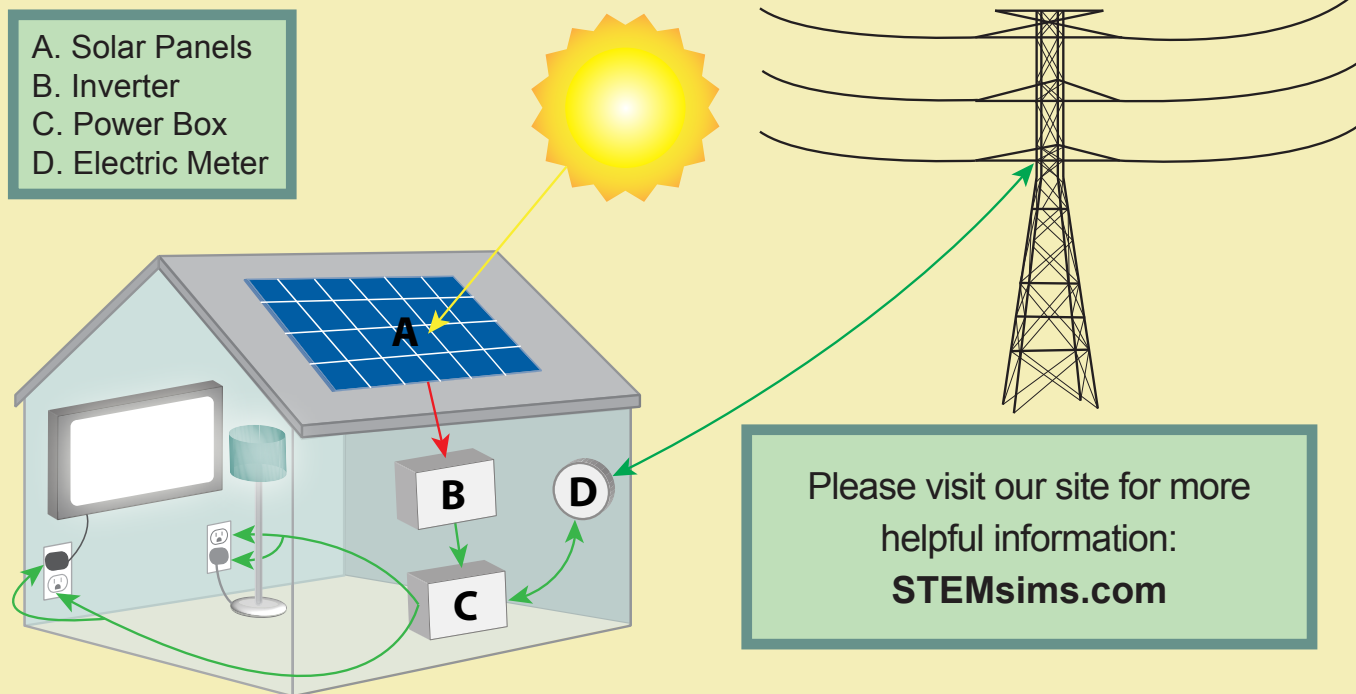 A. Solar Panels
B. Inverter
C. Power Box
D. Electric Meter
A
B
D
C
Please visit our site for more
helpful information:
STEMsims.com